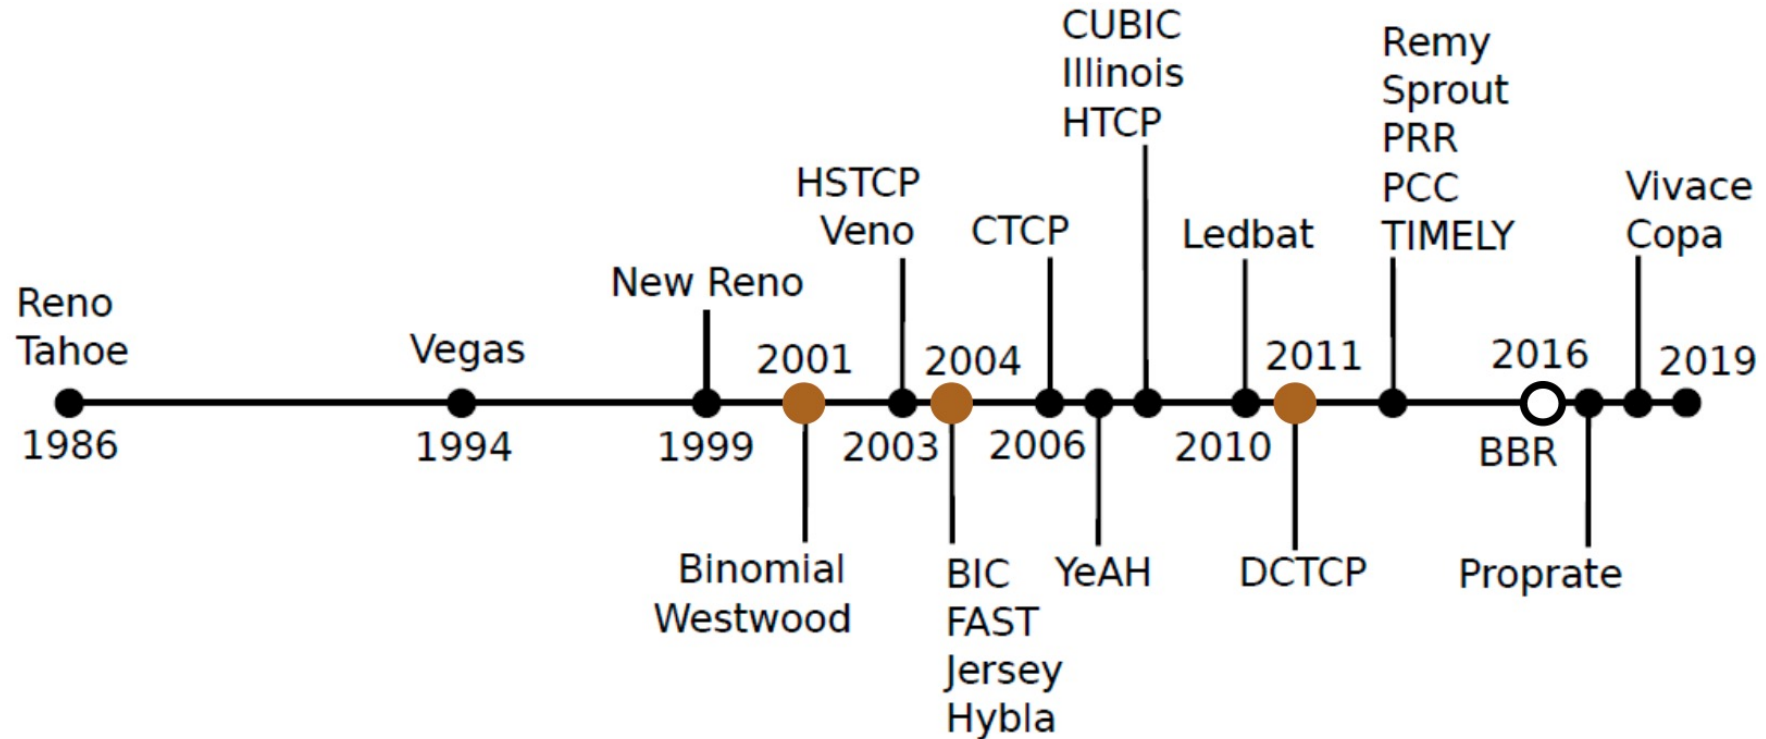 CUBIC
Illinois
HTCP
Remy
Sprout
PRR
PCC
TIMELY
HSTCP
Veno
CTCP
Ledbat
Vivace
Copa
New Reno
Reno
Tahoe
Vegas
2001
2004
2011
2016
2019
1986
1994
1999
2003
2006
2010
BBR
Binomial
Westwood
BIC
FAST
Jersey
Hybla
YeAH
DCTCP
Proprate